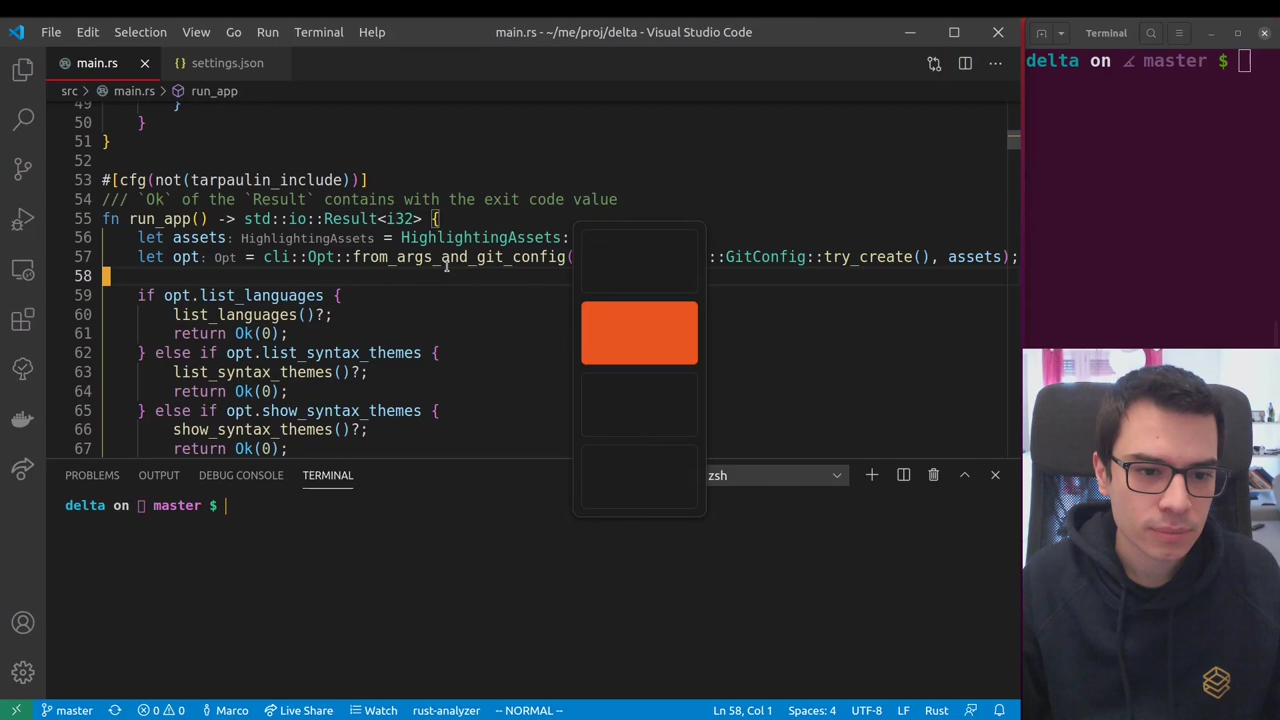 File Edit Selection View Go Run Terminal Help
main.rs - ~/me/proj/delta - Visual Studio Code
Terminal
main.rs
settings.json
delta on master $
src main.rs run_app
49 }
50 }
51 }
52
53 #[cfg(not(tarpaulin_include))]
54 /// `Ok` of the `Result` contains with the exit code value
55 fn run_app() -> std::io::Result<i32> {
56 let assets: HighlightingAssets = HighlightingAssets:
57 let opt: Opt = cli::Opt::from_args_and_git_config( ::GitConfig::try_create(), assets);
58
59 if opt.list_languages {
60 list_languages()?;
61 return Ok(0);
62 } else if opt.list_syntax_themes {
63 list_syntax_themes()?;
64 return Ok(0);
65 } else if opt.show_syntax_themes {
66 show_syntax_themes()?;
67 return Ok(0);
PROBLEMS OUTPUT DEBUG CONSOLE TERMINAL
zsh
delta on master $
master 0 0 Marco Live Share Watch rust-analyzer -- NORMAL -- Ln 58, Col 1 Spaces: 4 UTF-8 LF Rust